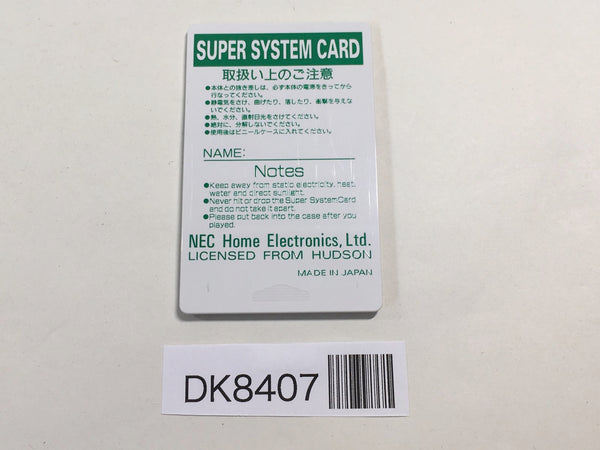 SUPER SYSTEM CARD
取扱い上のご注意
●本体との抜き差しは、必ず本体の電源をきってから
行なってください。
●静電気をさけ、曲げたり、落したり、衝撃を与えな
いでください。
●熱、水分、直射日光をさけてください。
●絶対に、分解しないでください。
●使用後はビニールケースに入れてください。
NAME:
Notes
●Keep away from static electricity, heat,
water and direct sunlight.
●Never hit or drop the Super SystemCard
and do not take it apart.
●Please put back into the case after you
played.
NEC Home Electronics, Ltd.
LICENSED FROM HUDSON
MADE IN JAPAN
DK8407